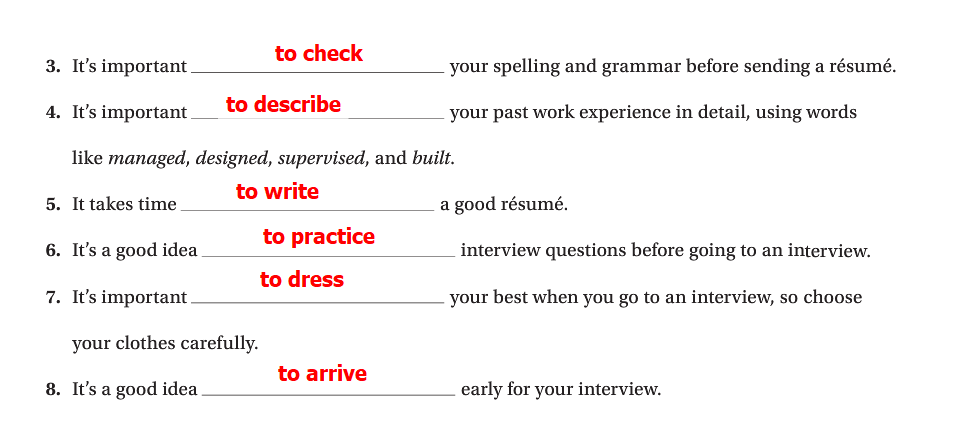 3. It's important to check your spelling and grammar before sending a résumé.
4. It's important to describe your past work experience in detail, using words
like managed, designed, supervised, and built.
5. It takes time to write a good résumé.
6. It's a good idea to practice interview questions before going to an interview.
7. It's important to dress your best when you go to an interview, so choose
your clothes carefully.
8. It's a good idea to arrive early for your interview.